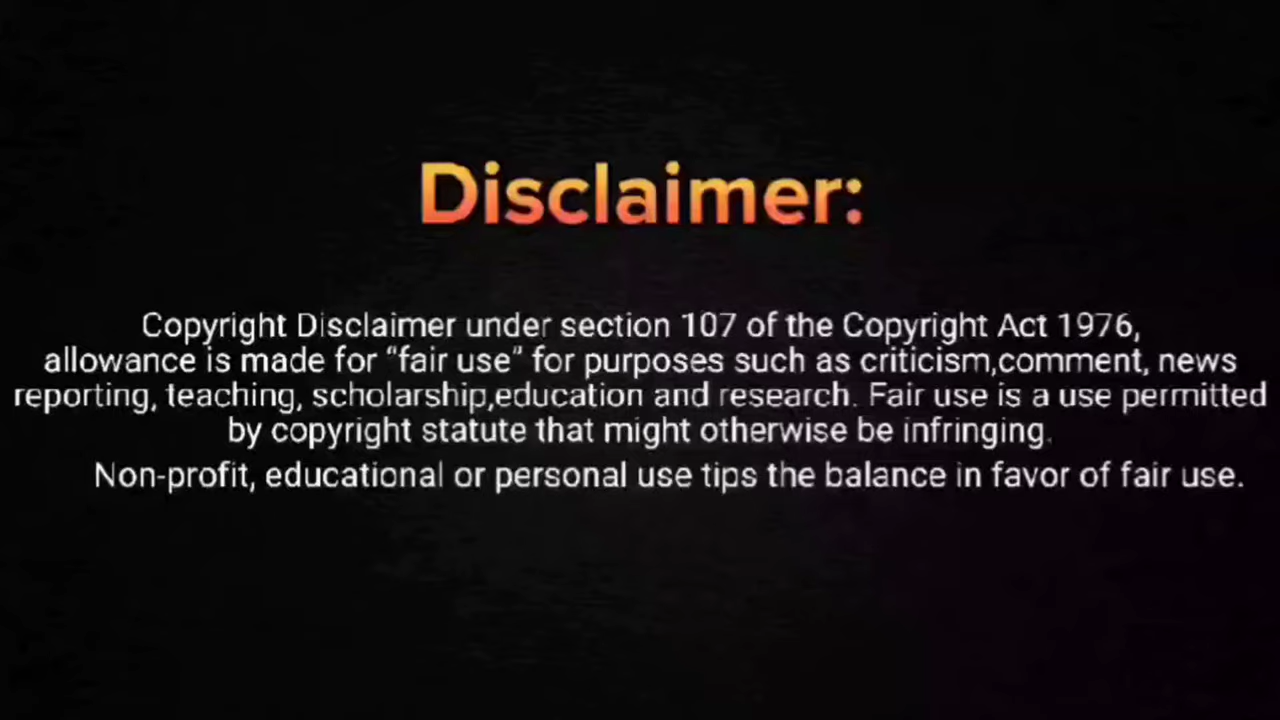 Disclaimer:
Copyright Disclaimer under section 107 of the Copyright Act 1976,
allowance is made for “fair use” for purposes such as criticism,comment, news
reporting, teaching, scholarship,education and research. Fair use is a use permitted
by copyright statute that might otherwise be infringing.
Non-profit, educational or personal use tips the balance in favor of fair use.